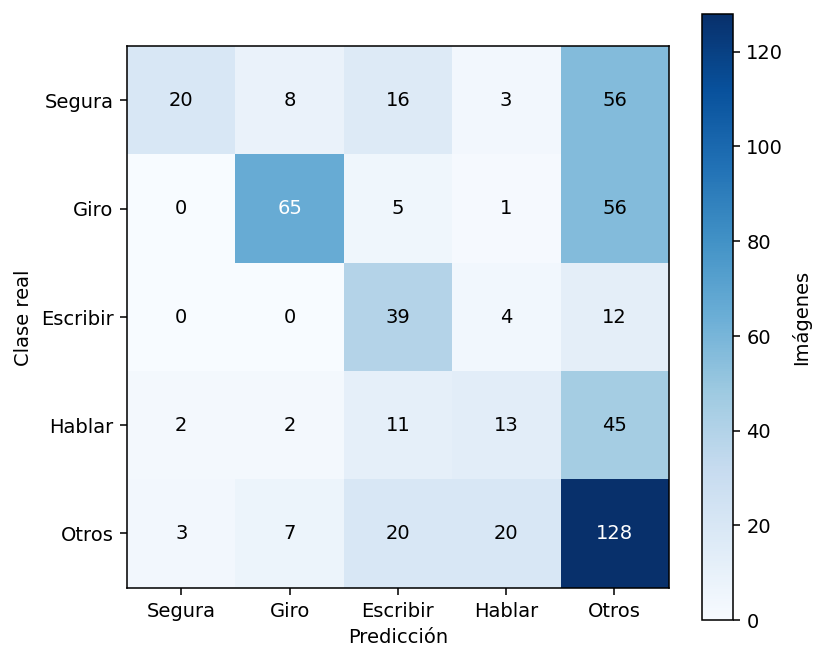 Segura 20 8 16 3 56
Giro 0 65 5 1 56
Escribir 0 0 39 4 12
Hablar 2 2 11 13 45
Otros 3 7 20 20 128
Segura Giro Escribir Hablar Otros
Predicción
Clase real
120
100
80
60
40
20
0
Imágenes